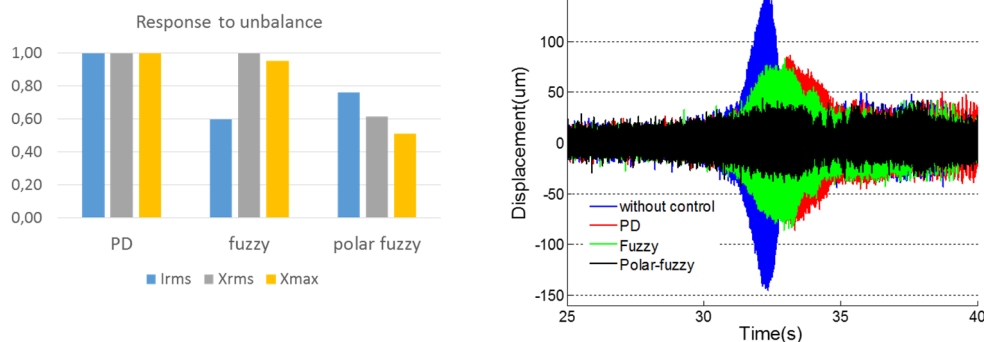 Response to unbalance
1,00
0,80
0,60
0,40
0,20
0,00
PD
fuzzy
polar fuzzy
Irms
Xrms
Xmax
Displacement(um)
100
50
0
-50
-100
-150
without control
PD
Fuzzy
Polar-fuzzy
25
30
35
40
Time(s)